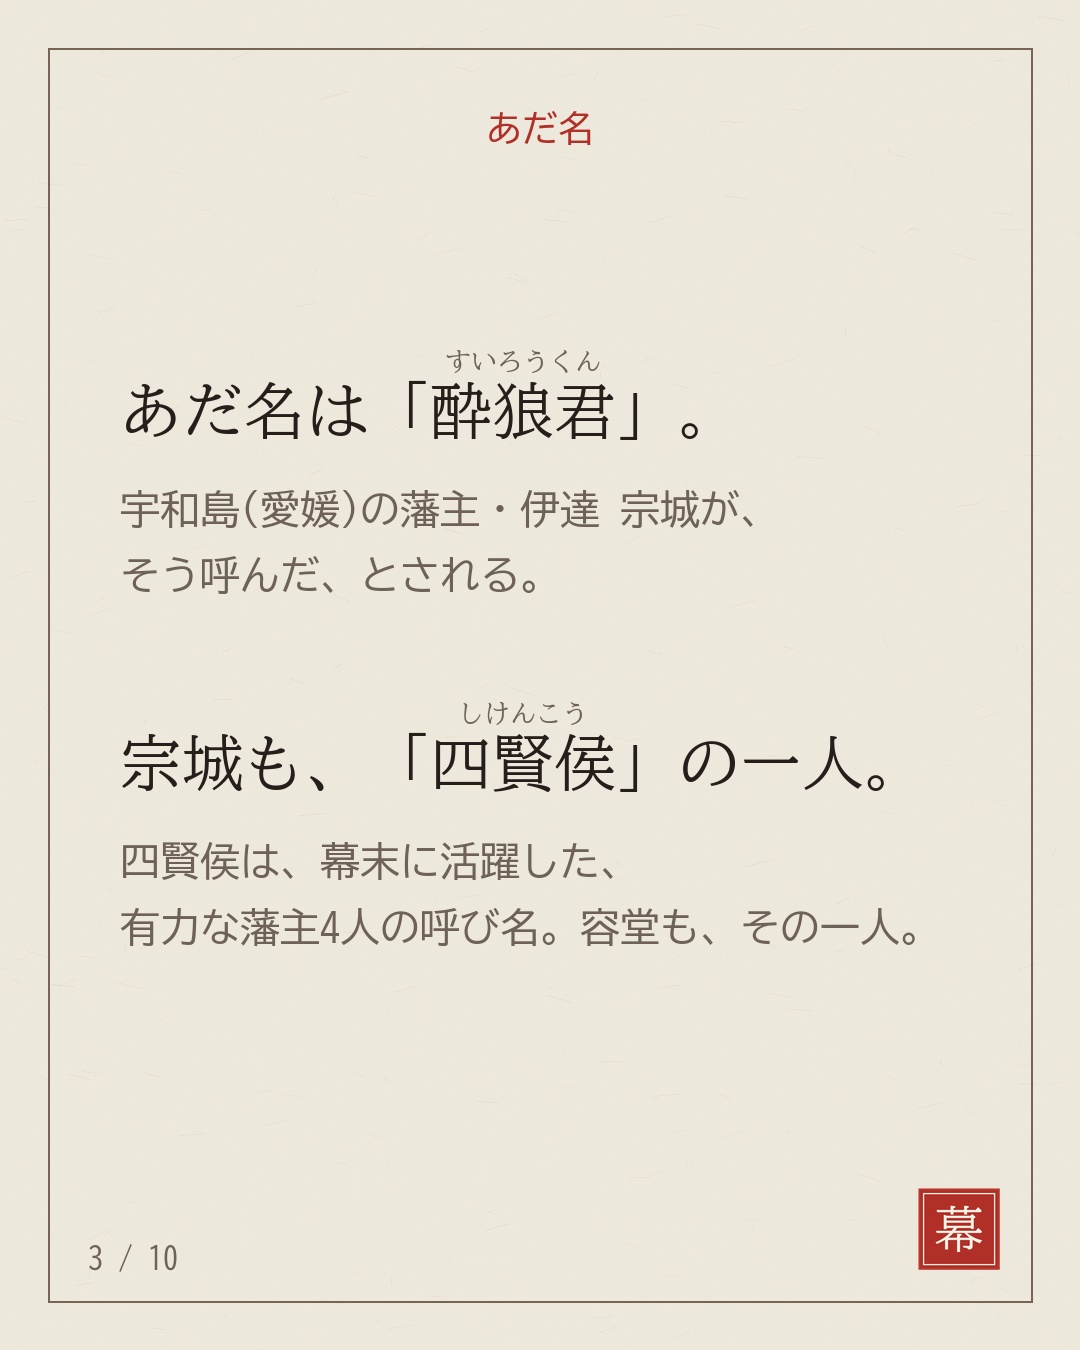 あだ名
すいろうくん
あだ名は「酔狼君」。
宇和島(愛媛)の藩主・伊達 宗城が、
そう呼んだ、とされる。
しけんこう
宗城も、「四賢侯」の一人。
四賢侯は、幕末に活躍した、
有力な藩主4人の呼び名。容堂も、その一人。
幕
3 / 10